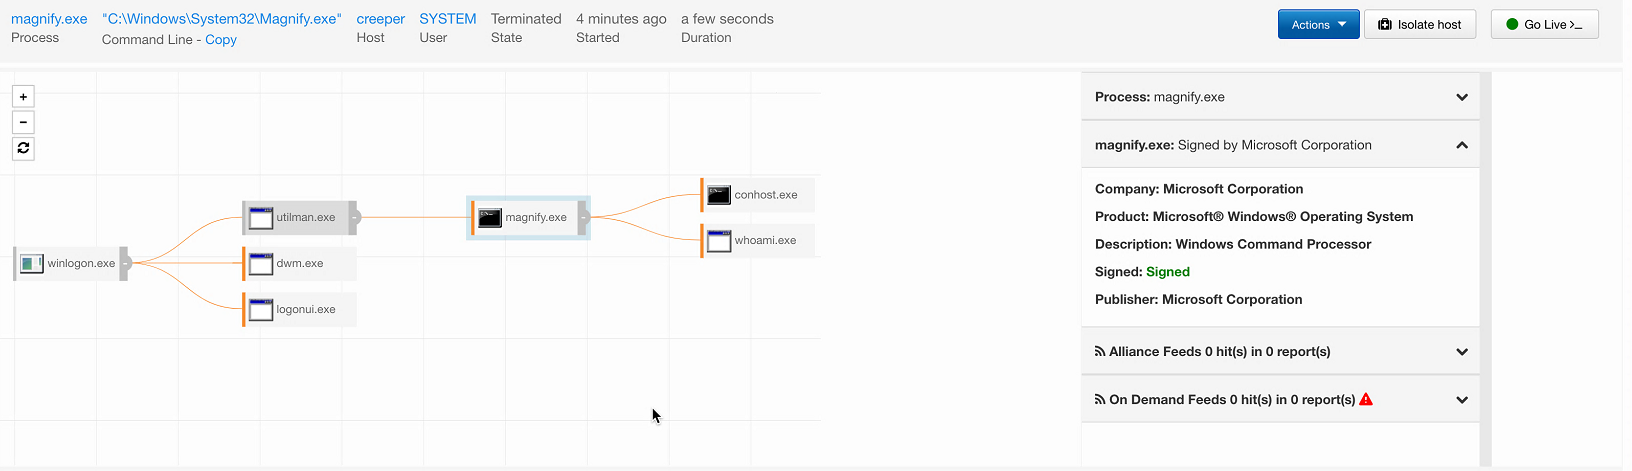 magnify.exe "C:\Windows\System32\Magnify.exe" creeper SYSTEM Terminated 4 minutes ago a few seconds
Process Command Line - Copy Host User State Started Duration
Actions Isolate host Go Live >_
+
−
utilman.exe
winlogon.exe
dwm.exe
logonui.exe
magnify.exe
conhost.exe
whoami.exe
Process: magnify.exe
magnify.exe: Signed by Microsoft Corporation
Company: Microsoft Corporation
Product: Microsoft® Windows® Operating System
Description: Windows Command Processor
Signed: Signed
Publisher: Microsoft Corporation
Alliance Feeds 0 hit(s) in 0 report(s)
On Demand Feeds 0 hit(s) in 0 report(s)